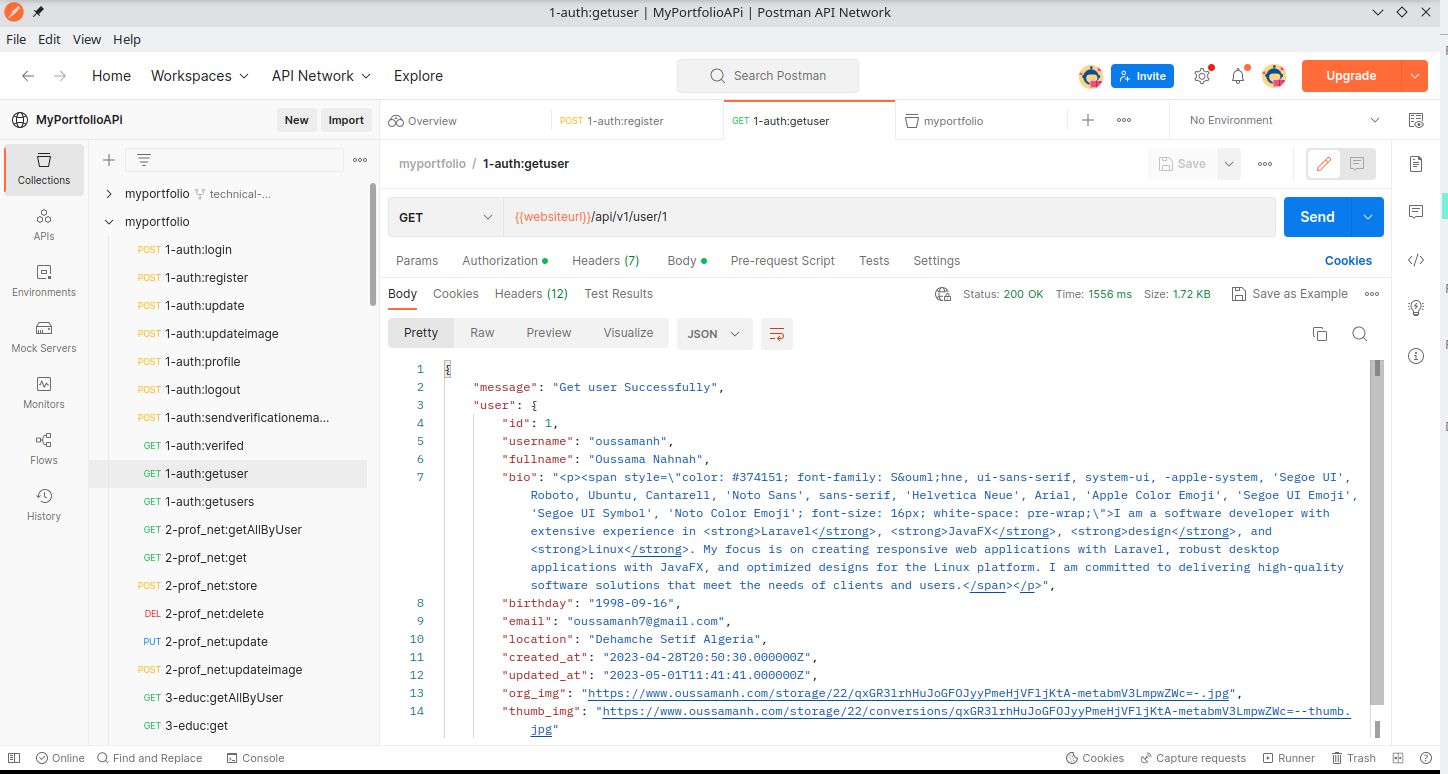 1-auth:getuser | MyPortfolioAPi | Postman API Network
File Edit View Help
Home Workspaces API Network Explore
Search Postman
Invite
Upgrade
MyPortfolioAPi
New Import
Overview
POST 1-auth:register
GET 1-auth:getuser
myportfolio
No Environment
Collections
APIs
Environments
Mock Servers
Monitors
Flows
History
myportfolio technical-...
myportfolio
POST 1-auth:login
POST 1-auth:register
POST 1-auth:update
POST 1-auth:updateimage
POST 1-auth:profile
POST 1-auth:logout
POST 1-auth:sendverificationema...
GET 1-auth:verifed
GET 1-auth:getuser
GET 1-auth:getusers
GET 2-prof_net:getAllByUser
GET 2-prof_net:get
POST 2-prof_net:store
DEL 2-prof_net:delete
PUT 2-prof_net:update
POST 2-prof_net:updateimage
GET 3-educ:getAllByUser
GET 3-educ:get
myportfolio / 1-auth:getuser
Save
GET {{websiteurl}}/api/v1/user/1 Send
Params Authorization Headers (7) Body Pre-request Script Tests Settings Cookies
Body Cookies Headers (12) Test Results Status: 200 OK Time: 1556 ms Size: 1.72 KB Save as Example
Pretty Raw Preview Visualize JSON
1 {
2 "message": "Get user Successfully",
3 "user": {
4 "id": 1,
5 "username": "oussamanh",
6 "fullname": "Oussama Nahnah",
7 "bio": "<p><span style=\"color: #374151; font-family: S&ouml;hne, ui-sans-serif, system-ui, -apple-system, 'Segoe UI',
Roboto, Ubuntu, Cantarell, 'Noto Sans', sans-serif, 'Helvetica Neue', Arial, 'Apple Color Emoji', 'Segoe UI Emoji',
'Segoe UI Symbol', 'Noto Color Emoji'; font-size: 16px; white-space: pre-wrap;\">I am a software developer with
extensive experience in <strong>Laravel</strong>, <strong>JavaFX</strong>, <strong>design</strong>, and
<strong>Linux</strong>. My focus is on creating responsive web applications with Laravel, robust desktop
applications with JavaFX, and optimized designs for the Linux platform. I am committed to delivering high-quality
software solutions that meet the needs of clients and users.</span></p>",
8 "birthday": "1998-09-16",
9 "email": "oussamanh7@gmail.com",
10 "location": "Dehamche Setif Algeria",
11 "created_at": "2023-04-28T20:50:30.000000Z",
12 "updated_at": "2023-05-01T11:41:41.000000Z",
13 "org_img": "https://www.oussamanh.com/storage/22/qxGR3lrhHuJoGFOJyyPmeHjVFljKtA-metabmV3LmpwZWc=-.jpg",
14 "thumb_img": "https://www.oussamanh.com/storage/22/conversions/qxGR3lrhHuJoGFOJyyPmeHjVFljKtA-metabmV3LmpwZWc=--thumb.
jpg"
Online Find and Replace Console Cookies Capture requests Runner Trash